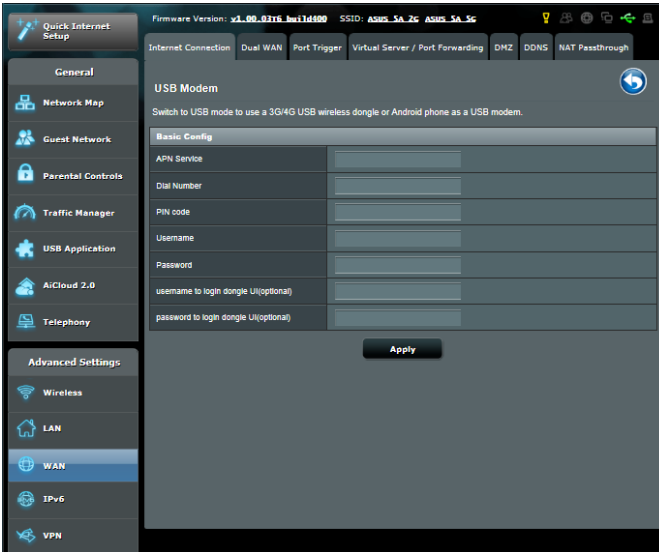 Quick Internet
Setup
Firmware Version: v1.00.03T6 build400 SSID: ASUS_5A_2G ASUS_5A_5G
Internet Connection Dual WAN Port Trigger Virtual Server / Port Forwarding DMZ DDNS NAT Passthrough
General
Network Map
Guest Network
Parental Controls
Traffic Manager
USB Application
AiCloud 2.0
Telephony
Advanced Settings
Wireless
LAN
WAN
IPv6
VPN
USB Modem
Switch to USB mode to use a 3G/4G USB wireless dongle or Android phone as a USB modem.
Basic Config
APN Service
Dial Number
PIN code
Username
Password
username to login dongle UI(optional)
password to login dongle UI(optional)
Apply